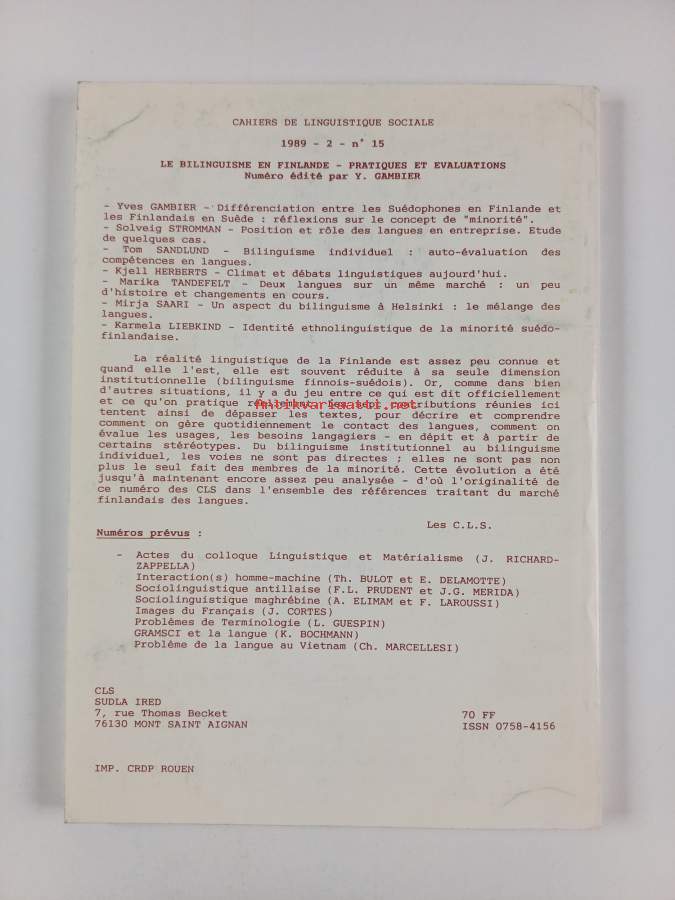 CAHIERS DE LINGUISTIQUE SOCIALE
1989 - 2 - n° 15
LE BILINGUISME EN FINLANDE - PRATIQUES ET EVALUATIONS
Numéro édité par Y. GAMBIER
- Yves GAMBIER - Différenciation entre les Suédophones en Finlande et
les Finlandais en Suède : réflexions sur le concept de "minorité".
- Solveig STROMMAN - Position et rôle des langues en entreprise. Etude
de quelques cas.
- Tom SANDLUND - Bilinguisme individuel : auto-évaluation des
compétences en langues.
- Kjell HERBERTS - Climat et débats linguistiques aujourd'hui.
- Marika TANDEFELT - Deux langues sur un même marché : un peu
d'histoire et changements en cours.
- Mirja SAARI - Un aspect du bilinguisme à Helsinki : le mélange des
langues.
- Karmela LIEBKIND - Identité ethnolinguistique de la minorité suédo-
finlandaise.
La réalité linguistique de la Finlande est assez peu connue et
quand elle l'est, elle est souvent réduite à sa seule dimension
institutionnelle (bilinguisme finnois-suédois). Or, comme dans bien
d'autres situations, il y a du jeu entre ce qui est dit officiellement
et ce qu'on pratique contributions réunies ici
Antikvariaatti.net
tentent ainsi de dépasser les textes, pour décrire et comprendre
comment on gère quotidiennement le contact des langues, comment on
évalue les usages, les besoins langagiers - en dépit et à partir de
certains stéréotypes. Du bilinguisme institutionnel au bilinguisme
individuel, les voies ne sont pas directes ; elles ne sont pas non
plus le seul fait des membres de la minorité. Cette évolution a été
jusqu'à maintenant encore assez peu analysée - d'où l'originalité de
ce numéro des CLS dans l'ensemble des références traitant du marché
finlandais des langues.
Les C.L.S.
Numéros prévus :
- Actes du colloque Linguistique et Matérialisme (J. RICHARD-
ZAPPELLA)
Interaction(s) homme-machine (Th. BULOT et E. DELAMOTTE)
Sociolinguistique antillaise (F.L. PRUDENT et J.G. MERIDA)
Sociolinguistique maghrébine (A. ELIMAM et F. LAROUSSI)
Images du Français (J. CORTES)
Problèmes de Terminologie (L. GUESPIN)
GRAMSCI et la langue (K. BOCHMANN)
Problème de la langue au Vietnam (Ch. MARCELLESI)
CLS
SUDLA IRED
7, rue Thomas Becket
76130 MONT SAINT AIGNAN
70 FF
ISSN 0758-4156
IMP. CRDP ROUEN